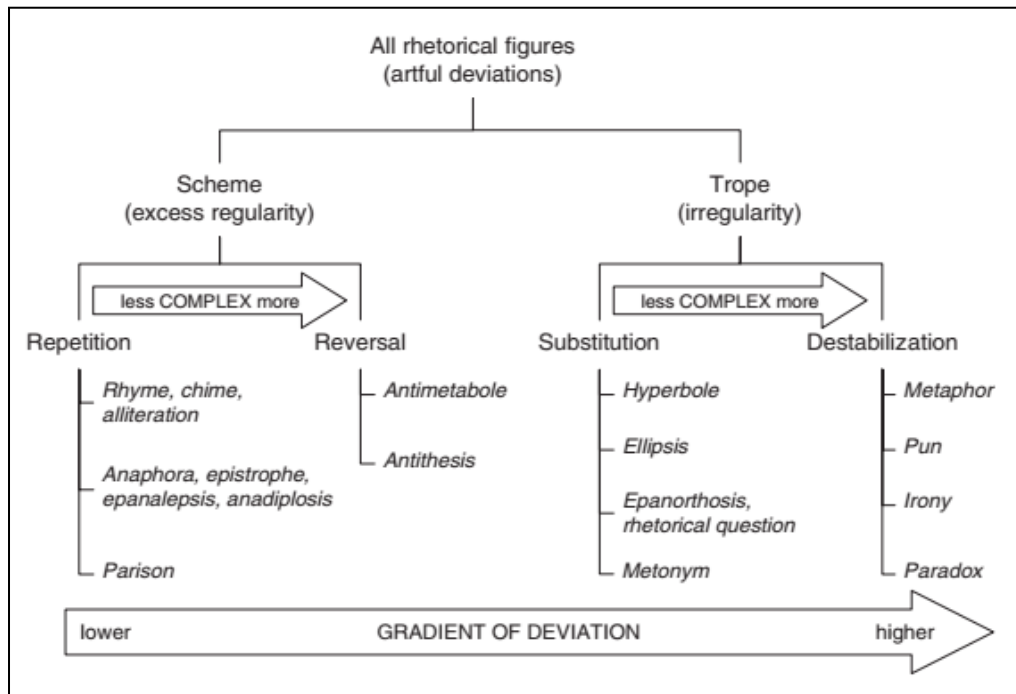 All rhetorical figures
(artful deviations)
Scheme
(excess regularity)
Trope
(irregularity)
less COMPLEX more
less COMPLEX more
Repetition
Reversal
Substitution
Destabilization
Rhyme, chime,
alliteration
Anaphora, epistrophe,
epanalepsis, anadiplosis
Parison
Antimetabole
Antithesis
Hyperbole
Ellipsis
Epanorthosis,
rhetorical question
Metonym
Metaphor
Pun
Irony
Paradox
lower GRADIENT OF DEVIATION higher